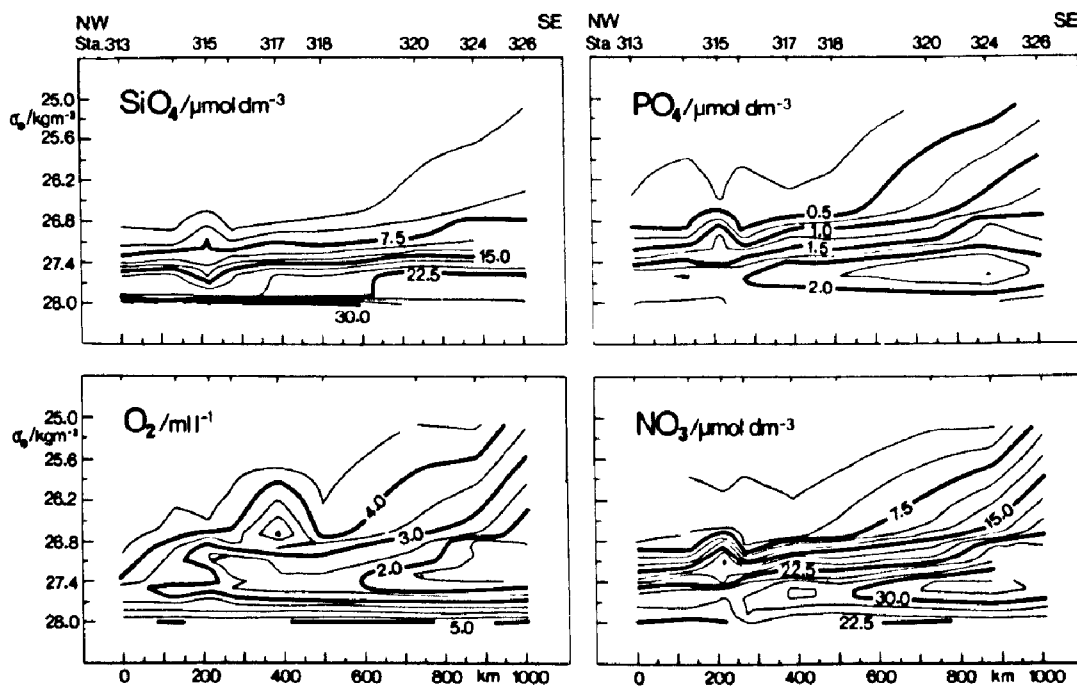 NW SE
Sta. 313 315 317 318 320 324 326
SiO₄/μmol dm⁻³
25.0
σₒ/kgm⁻³
25.6
26.2
26.8
27.4
28.0
7.5
15.0
22.5
30.0
NW SE
Sta 313 315 317 318 320 324 326
PO₄/μmol dm⁻³
0.5
1.0
1.5
2.0
O₂/ml l⁻¹
25.0
σₒ/kgm⁻³
25.6
26.2
26.8
27.4
28.0
4.0
3.0
2.0
5.0
0 200 400 600 800 km 1000
NO₃/μmol dm⁻³
7.5
15.0
22.5
30.0
22.5
0 200 400 600 800 km 1000